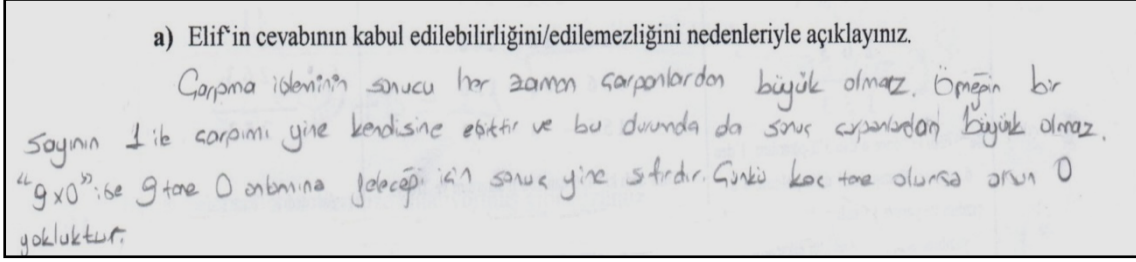 a) Elif'in cevabının kabul edilebilirliğini/edilemezliğini nedenleriyle açıklayınız.
Çarpma işleminin sonucu her zaman çarpanlardan büyük olmaz. Örneğin bir
sayının 1 ile çarpımı yine kendisine eşittir ve bu durumda da sonuç çarpanlardan büyük olmaz.
"9x0" ise 9 tane 0 anlamına geleceği için sonuç yine sıfırdır. Çünkü kaç tane olursa olsun 0
yokluktur.